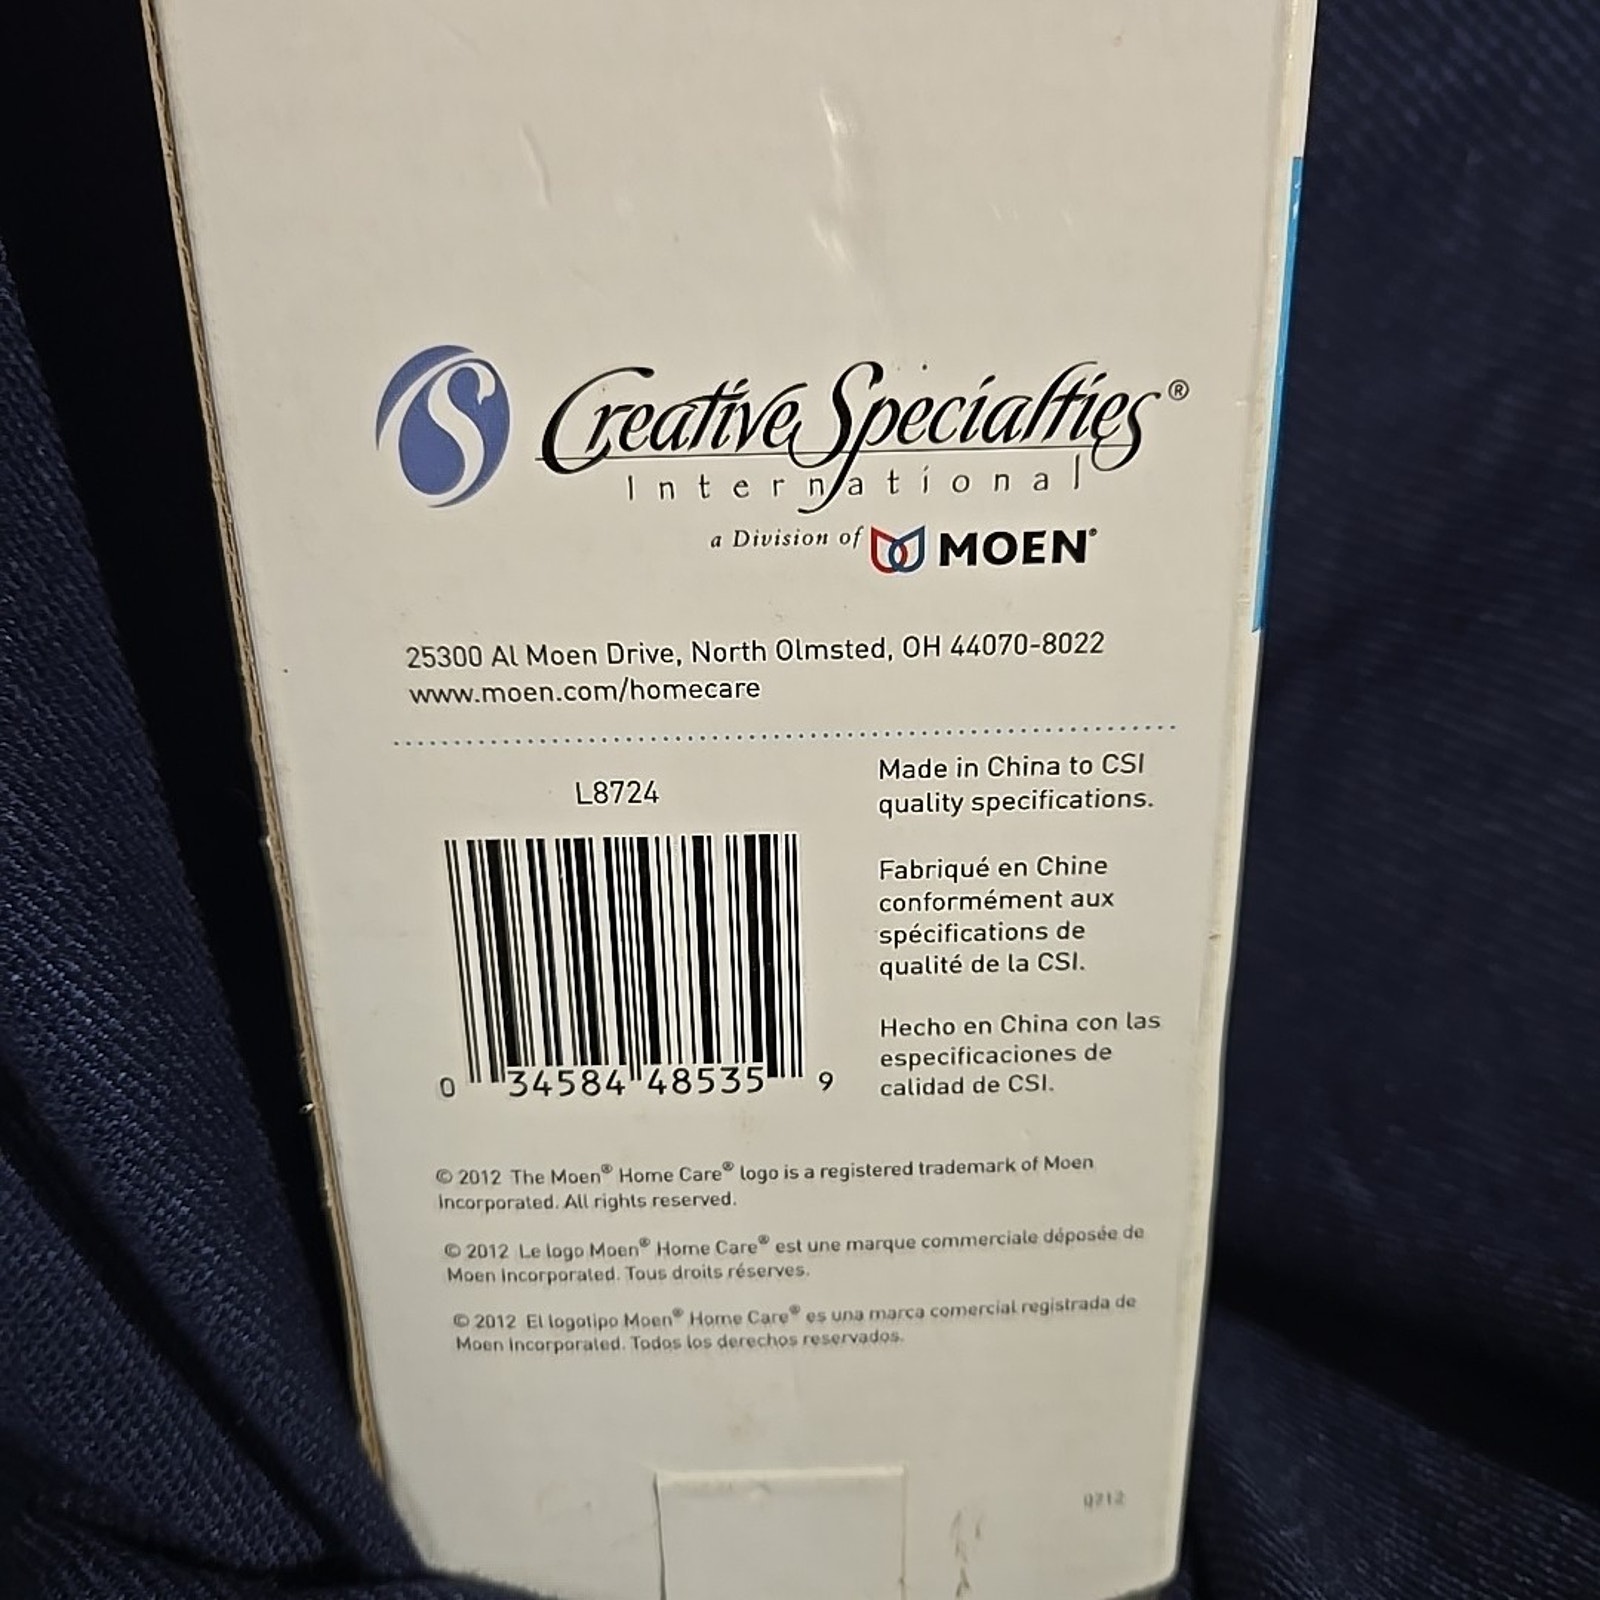 Creative Specialties®
International
a Division of MOEN®
25300 Al Moen Drive, North Olmsted, OH 44070-8022
www.moen.com/homecare
L8724
0 34584 48535 9
Made in China to CSI
quality specifications.
Fabriqué en Chine
conformément aux
spécifications de
qualité de la CSI.
Hecho en China con las
especificaciones de
calidad de CSI.
© 2012 The Moen® Home Care® logo is a registered trademark of Moen
Incorporated. All rights reserved.
© 2012 Le logo Moen® Home Care® est une marque commerciale déposée de
Moen Incorporated. Tous droits réserves.
© 2012 El logotipo Moen® Home Care® es una marca comercial registrada de
Moen Incorporated. Todos los derechos reservados.